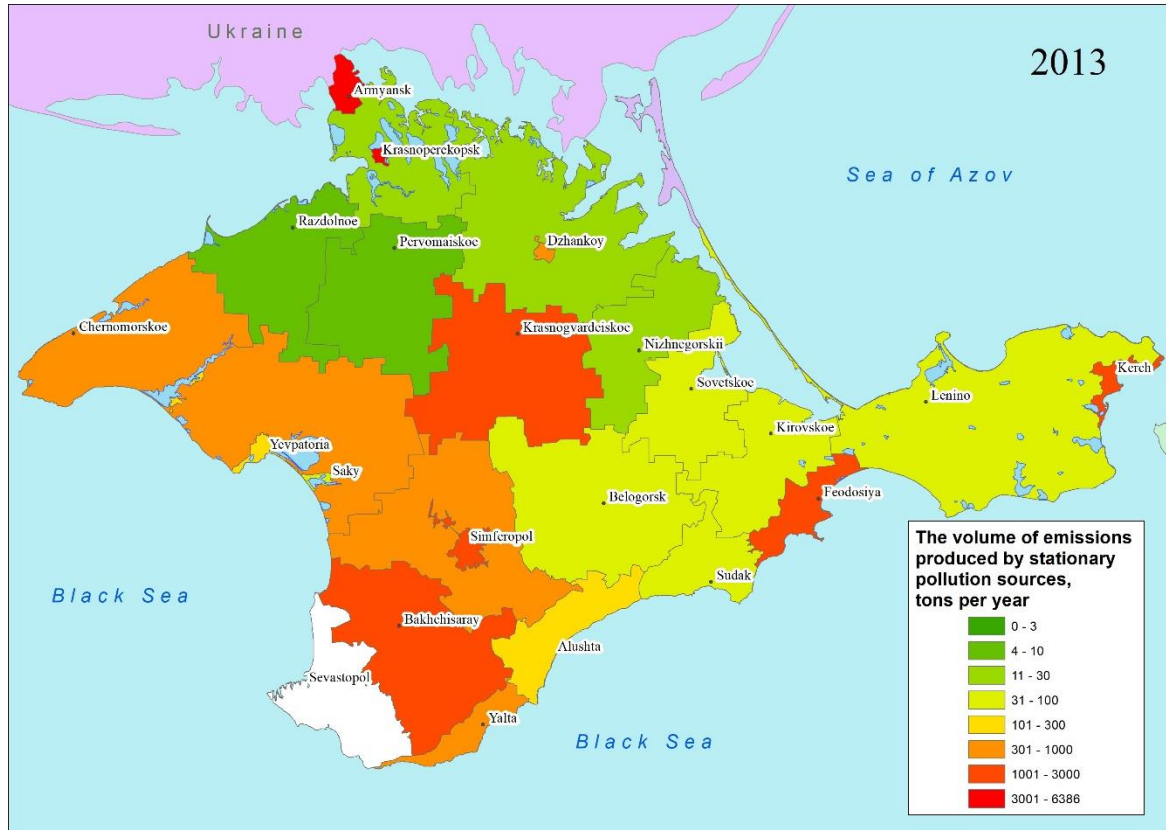 Ukraine
2013
Armyansk
Krasnoperekopsk
Sea of Azov
Razdolnoe
Pervomaiskoe
Dzhankoy
Chernomorskoe
Krasnogvardeiskoe
Nizhnegorskii
Kerch
Sovetskoe
Lenino
Kirovskoe
Yevpatoria
Saky
Belogorsk
Feodosiya
Simferopol
The volume of emissions
produced by stationary
pollution sources,
tons per year
0 - 3
4 - 10
11 - 30
31 - 100
101 - 300
301 - 1000
1001 - 3000
3001 - 6386
Sudak
Black Sea
Bakhchisaray
Alushta
Sevastopol
Yalta
Black Sea